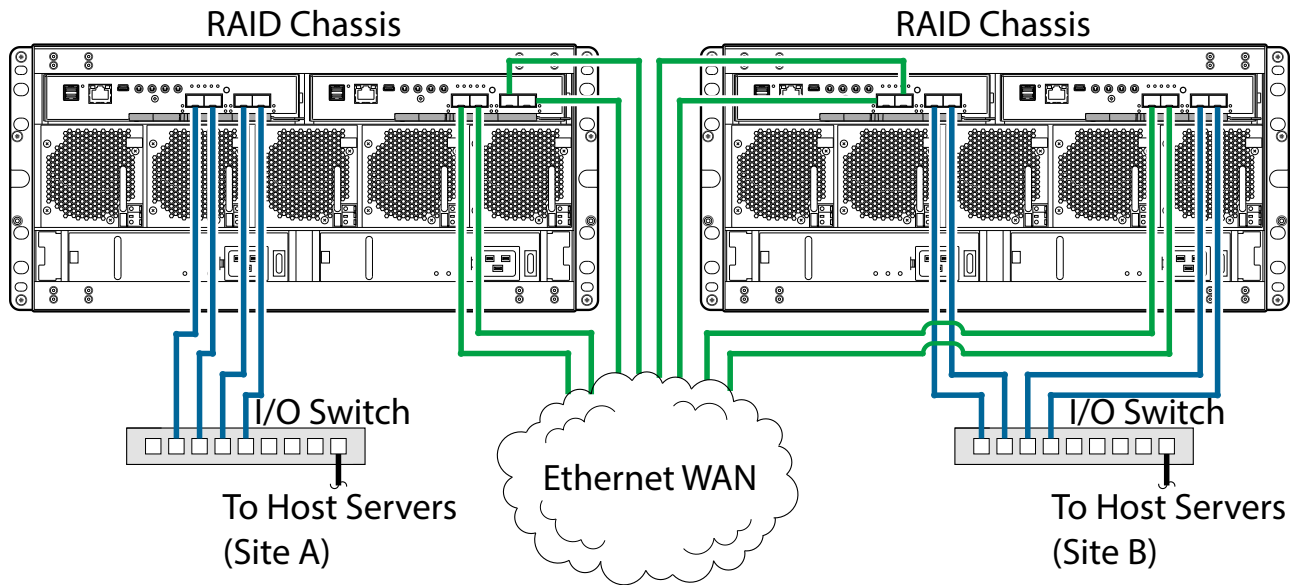 RAID Chassis
RAID Chassis
I/O Switch
I/O Switch
Ethernet WAN
To Host Servers
(Site A)
To Host Servers
(Site B)